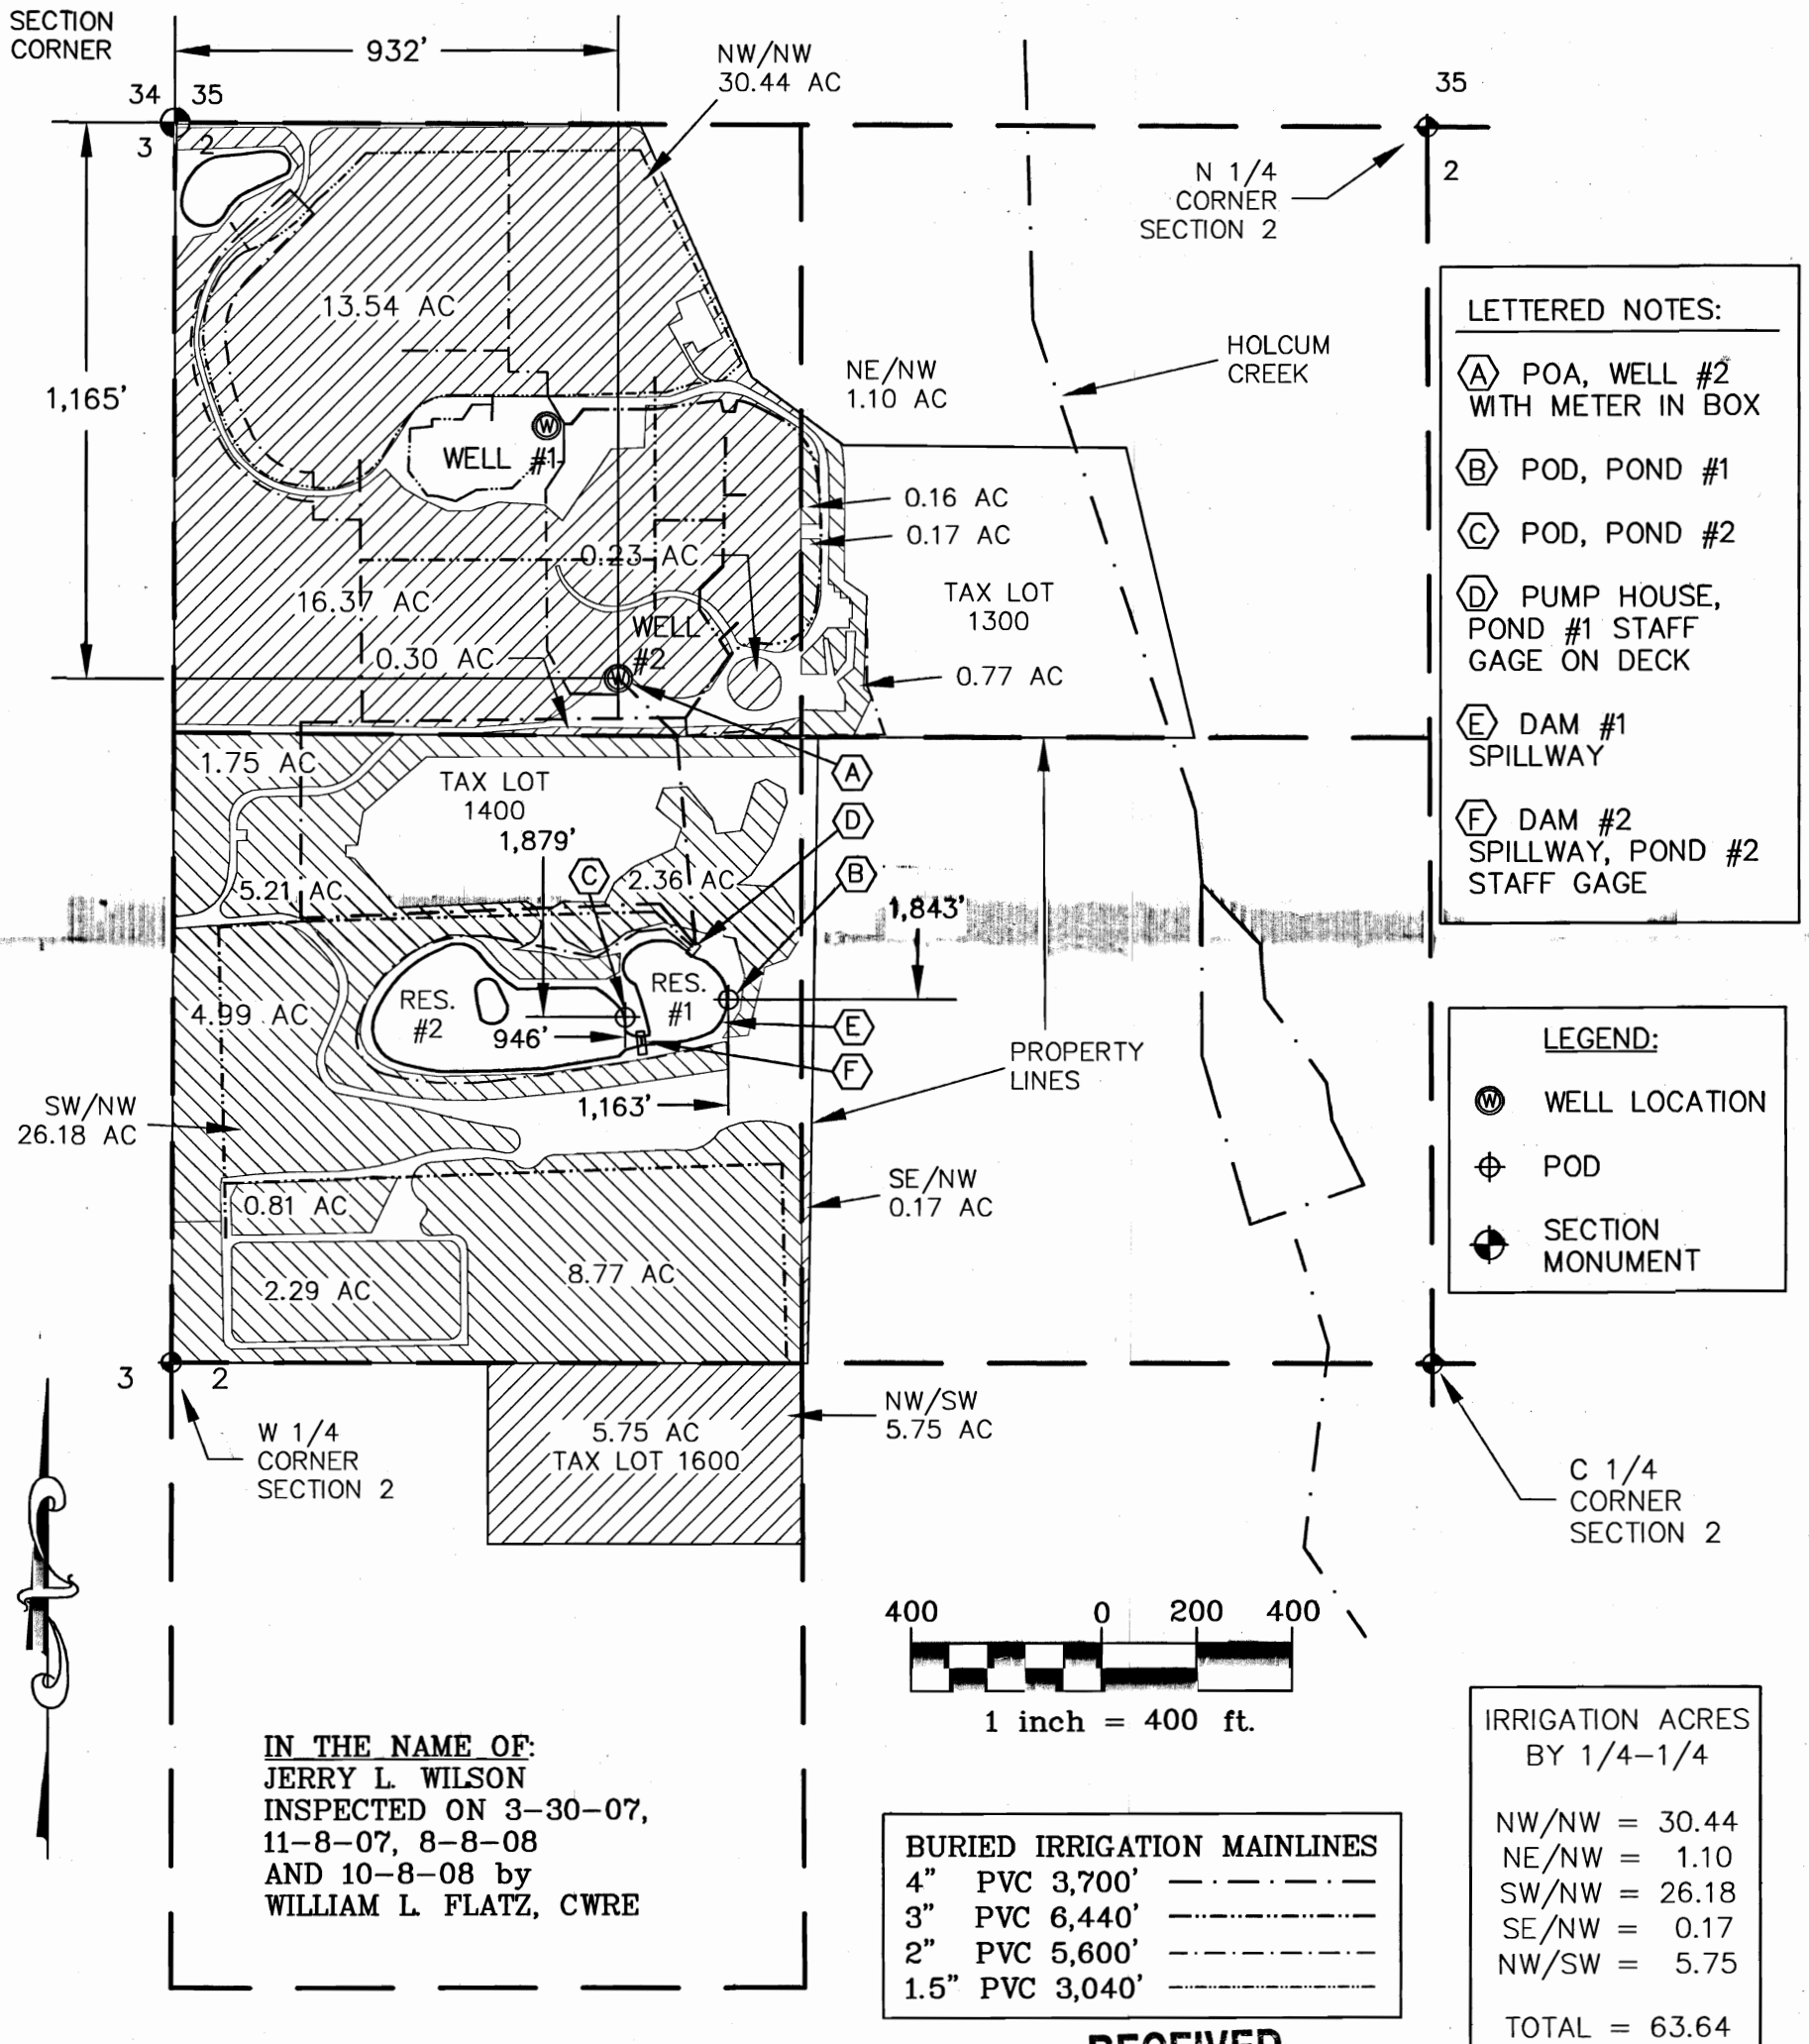 SECTION
CORNER
932'
NW/NW
30.44 AC
34
35
3
2
35
2
N 1/4
CORNER
SECTION 2
1,165'
13.54 AC
HOLCUM
CREEK
NE/NW
1.10 AC
WELL #1
W
0.16 AC
0.17 AC
0.23 AC
16.37 AC
TAX LOT
1300
WELL
#2
W
0.30 AC
0.77 AC
1.75 AC
TAX LOT
1400
A
D
1,879'
C
B
5.21 AC
2.36 AC
1,843'
4.99 AC
RES.
#2
RES.
#1
946'
E
F
PROPERTY
LINES
1,163'
SW/NW
26.18 AC
SE/NW
0.17 AC
0.81 AC
2.29 AC
8.77 AC
3
2
W 1/4
CORNER
SECTION 2
5.75 AC
TAX LOT 1600
NW/SW
5.75 AC
C 1/4
CORNER
SECTION 2
LETTERED NOTES:
A POA, WELL #2
WITH METER IN BOX
B POD, POND #1
C POD, POND #2
D PUMP HOUSE,
POND #1 STAFF
GAGE ON DECK
E DAM #1
SPILLWAY
F DAM #2
SPILLWAY, POND #2
STAFF GAGE
LEGEND:
W WELL LOCATION
POD
SECTION
MONUMENT
400 0 200 400
1 inch = 400 ft.
IN THE NAME OF:
JERRY L. WILSON
INSPECTED ON 3-30-07,
11-8-07, 8-8-08
AND 10-8-08 by
WILLIAM L. FLATZ, CWRE
BURIED IRRIGATION MAINLINES
4" PVC 3,700'
3" PVC 6,440'
2" PVC 5,600'
1.5" PVC 3,040'
IRRIGATION ACRES
BY 1/4-1/4
NW/NW = 30.44
NE/NW = 1.10
SW/NW = 26.18
SE/NW = 0.17
NW/SW = 5.75
TOTAL = 63.64
RECEIVED